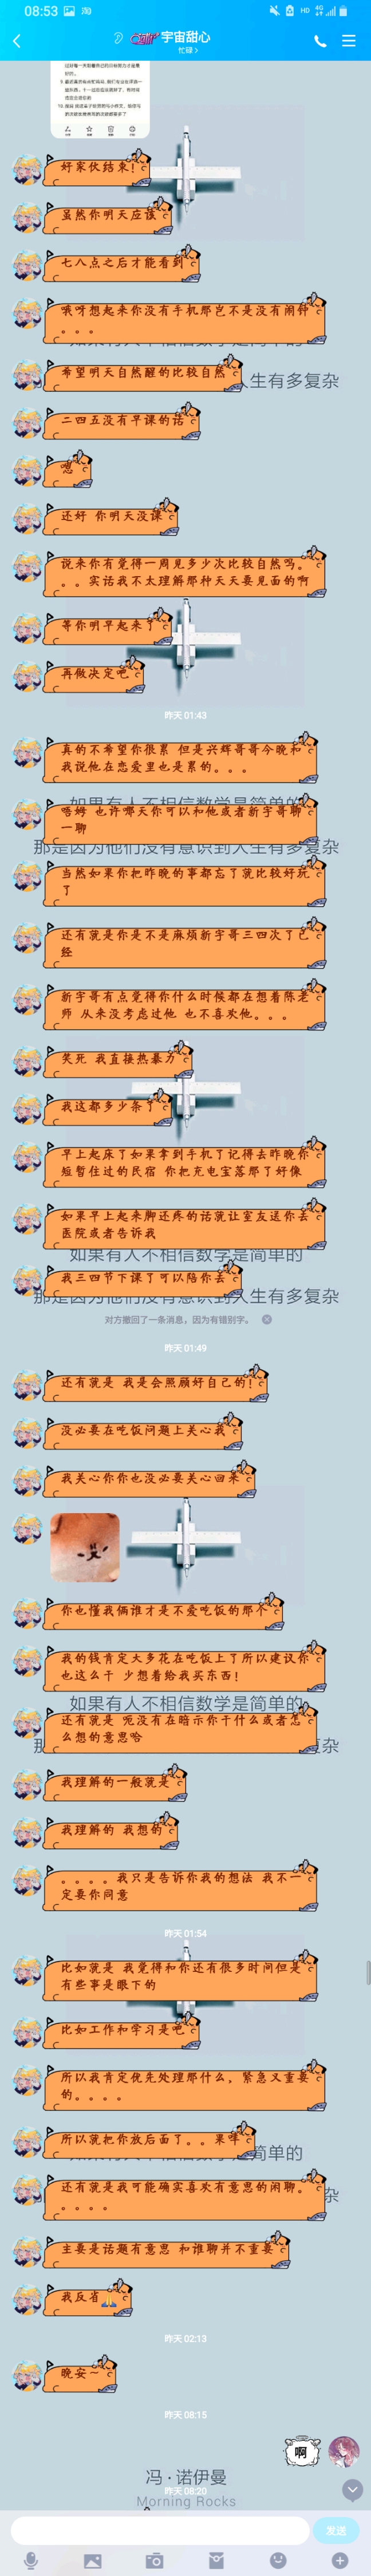 08:53
淘
HD 4G
宇宙甜心
忙碌 >
好家伙结束!
虽然你明天应该
七八点之后才能看到
哦呀想起来你没有手机那岂不是没有闹钟
。。。
希望明天自然醒的比较自然
人生有多复杂
二四五没有早课的话
嗯
还好 你明天没课
说来你有觉得一周见多少次比较自然吗。
。。实话我不太理解那种天天要见面的啊
等你明早起来
再做决定吧
昨天 01:43
真的不希望你很累 但是兴辉哥哥今晚和
我说他在恋爱里也是累的。。。
如果有人不相信数学是简单的
唔姆 也许哪天你可以和他或者新宇哥聊
一聊
那是因为他们没有意识到人生有多复杂
当然如果你把昨晚的事都忘了就比较好玩
了
还有就是你是不是麻烦新宇哥三四次了已
经
新宇哥有点觉得你什么时候都在想着陈老
师 从来没考虑过他 也不喜欢他。。。
笑死 我直接热暴力
我这都多少条了
早上起床了如果拿到手机了记得去昨晚你
短暂住过的民宿 你把充电宝落那了好像
如果早上起来脚还疼的话就让室友送你去
医院或者告诉我
如果有人不相信数学是简单的
我三四节下课了可以陪你去
那是因为他们没有意识到人生有多复杂
对方撤回了一条消息，因为有错别字。
昨天 01:49
还有就是 我是会照顾好自己的!
没必要在吃饭问题上关心我
我关心你你也没必要关心回来
你也懂我俩谁才是不爱吃饭的那个
我的钱肯定大多花在吃饭上了所以建议你
也这么干 少想着给我买东西!
如果有人不相信数学是简单的
还有就是 呃没有在暗示你干什么或者怎
么想的意思哈
我理解的一般就是
我理解的 我想的
。。。。我只是告诉你我的想法 我不一
定要你同意
昨天 01:54
比如就是 我觉得和你还有很多时间但是
有些事是眼下的
比如工作和学习是吧
所以我肯定优先处理那什么，紧急又重要
的。。。。
所以就把你放后面了。。果咩
简单的
还有就是我可能确实喜欢有意思的闲聊。
。。。。
主要是话题有意思 和谁聊并不重要
我反省🙏
昨天 02:13
晚安~
昨天 08:15
啊
冯·诺伊曼
昨天 08:20
Morning Rocks
发送